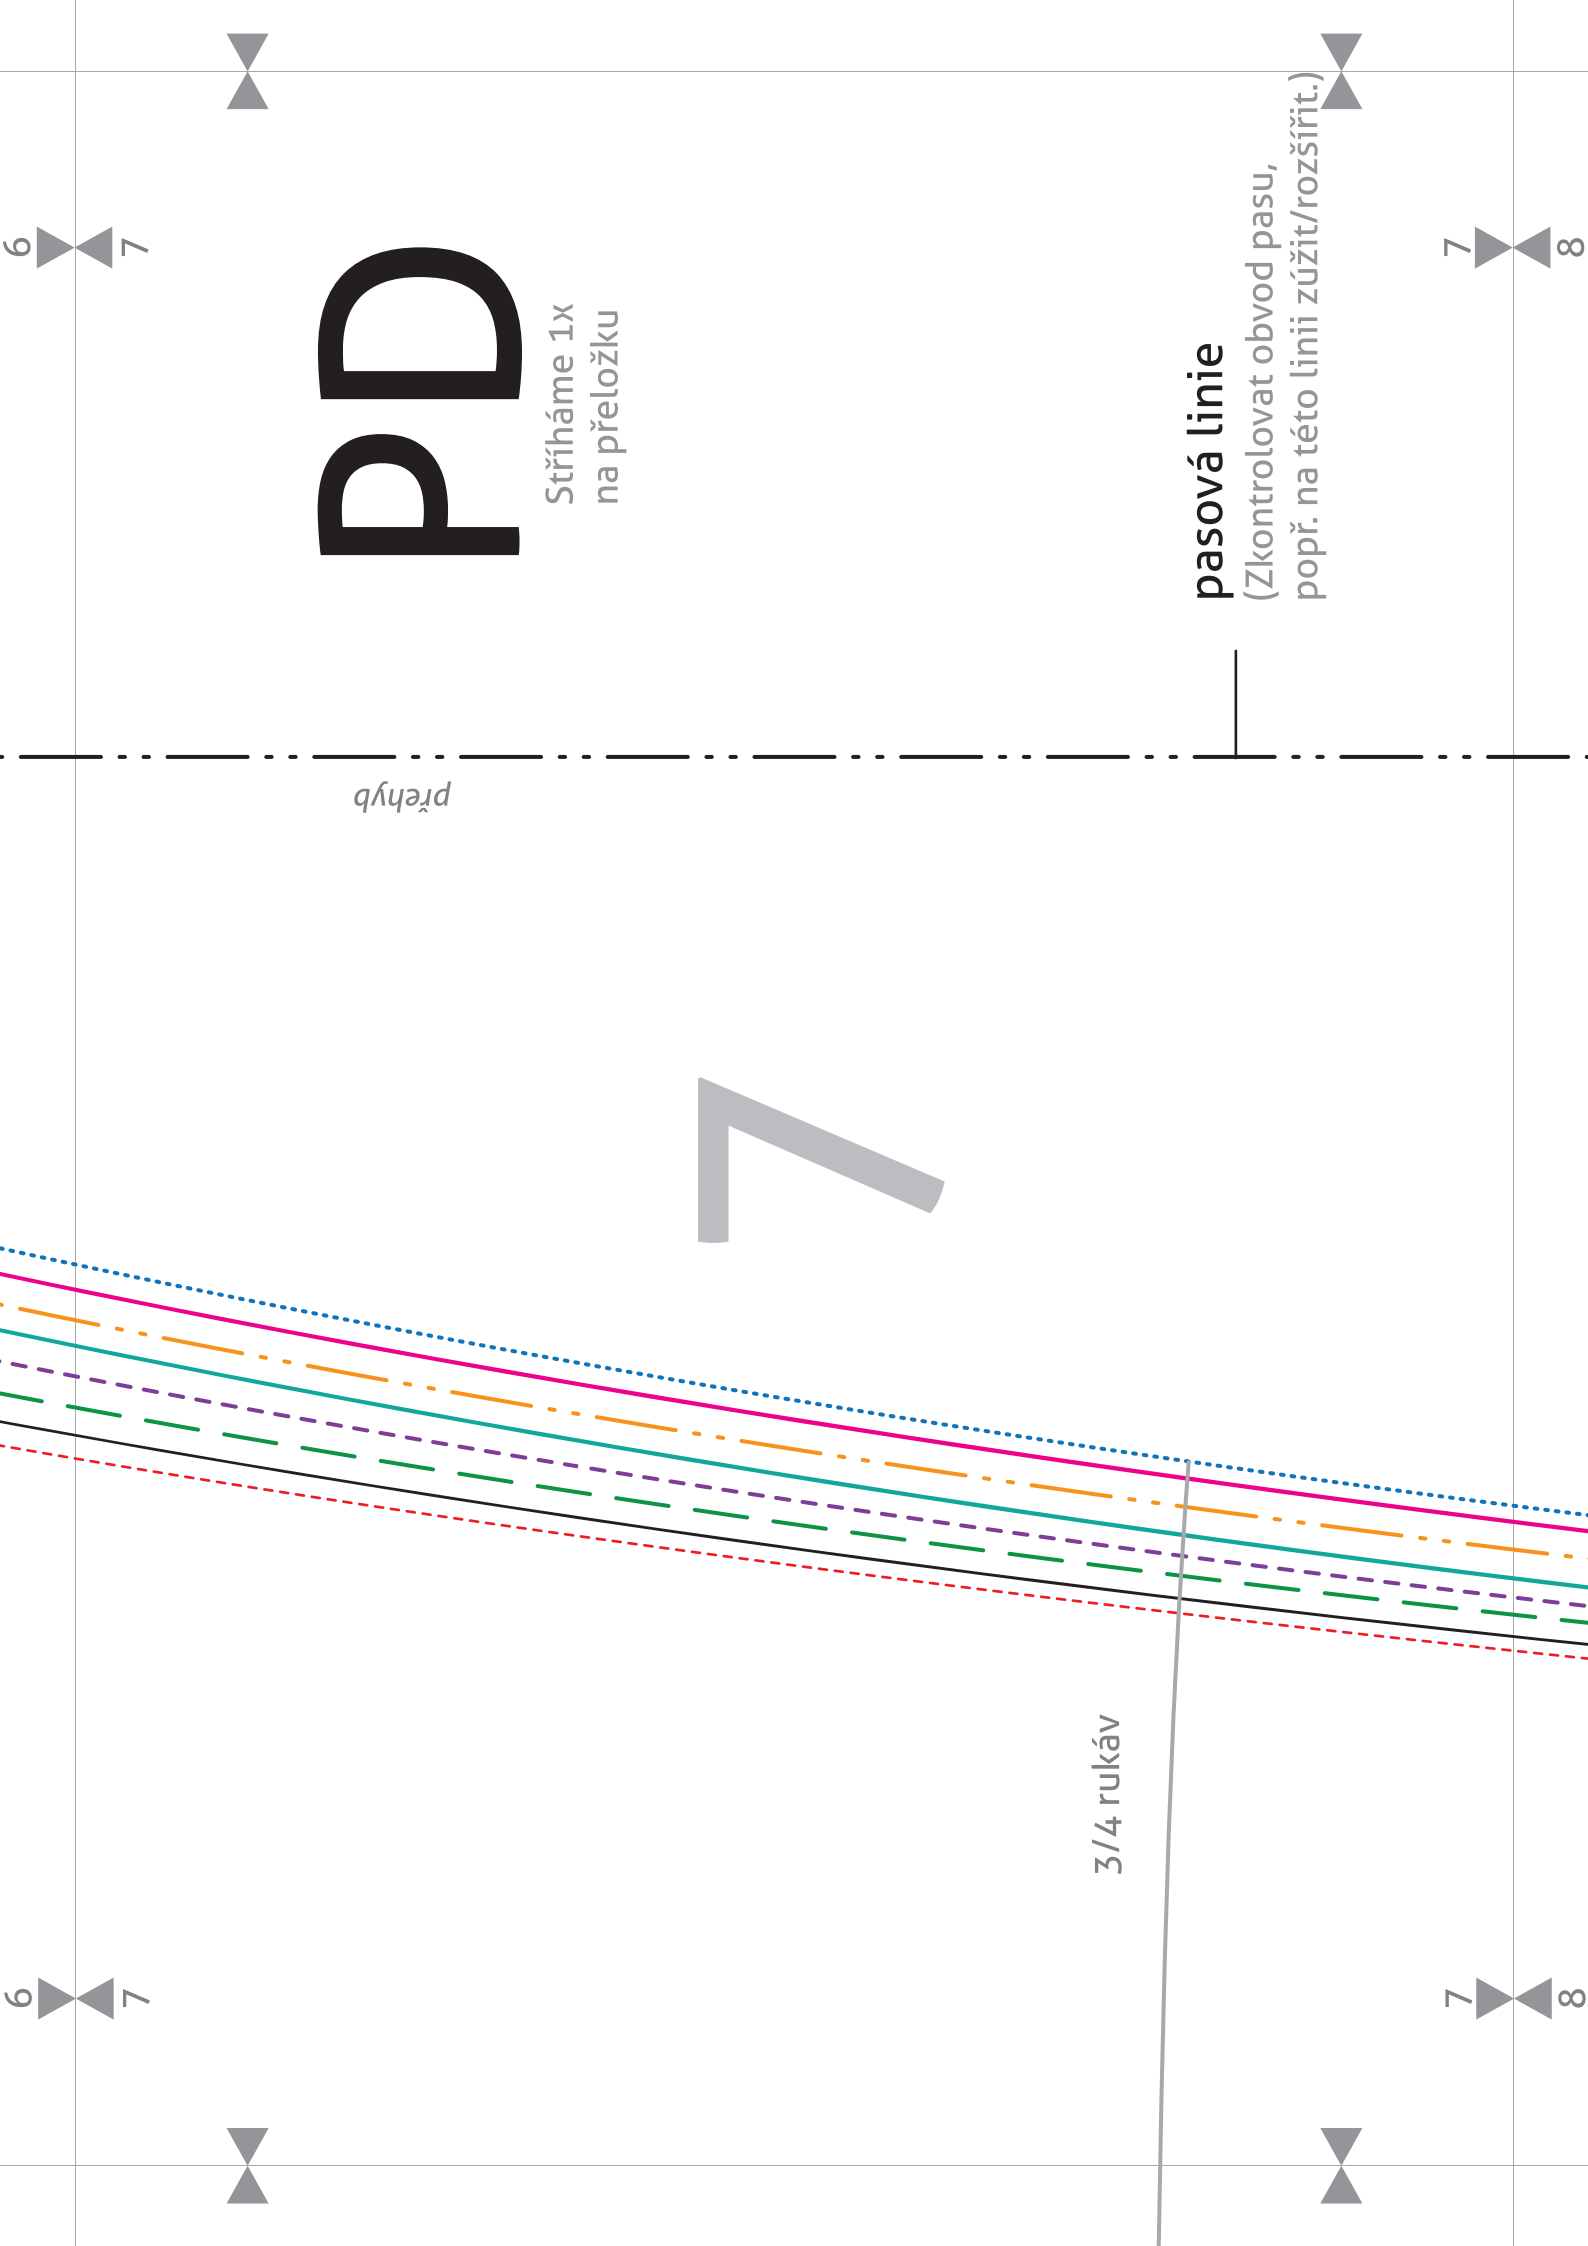 6
7
PD
Stříháme 1x
na přeložku
pasová linie
(Zkontrolovat obvod pasu,
popř. na této linii zúžit/rozšířit.)
7
8
přehyb
7
3/4 rukáv
6
7
7
8